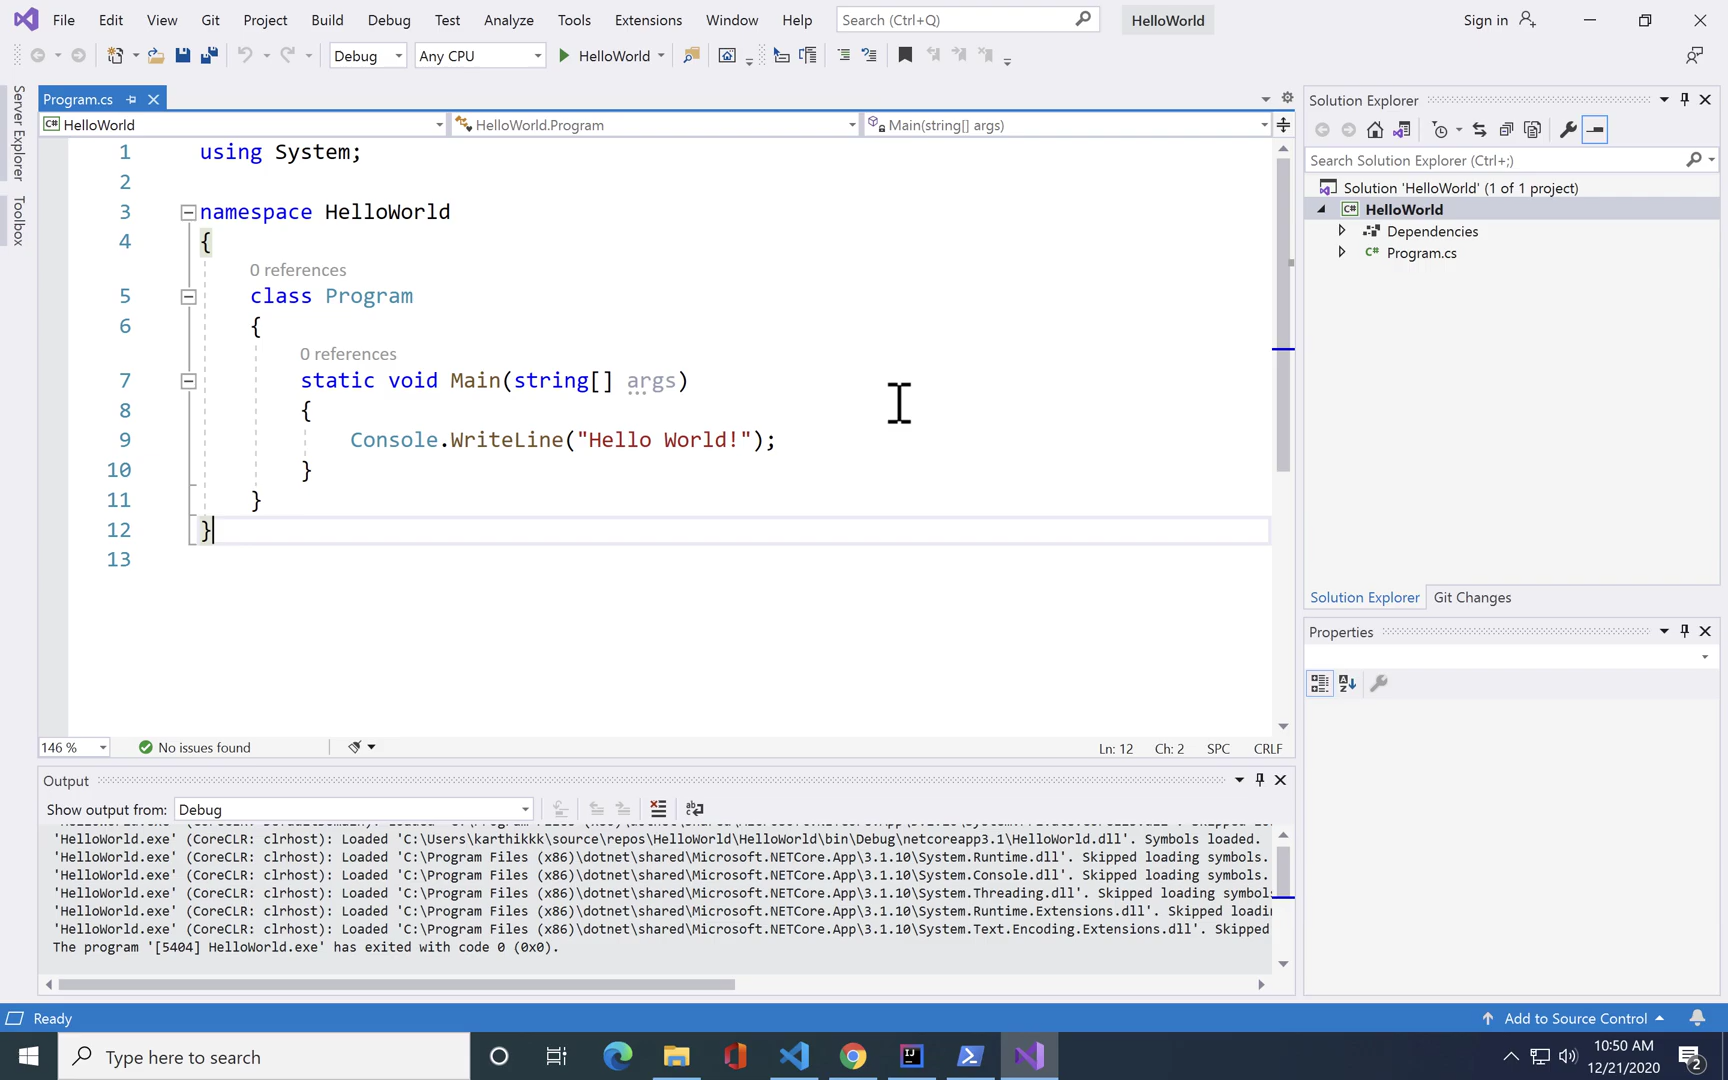 File Edit View Git Project Build Debug Test Analyze Tools Extensions Window Help Search (Ctrl+Q) HelloWorld Sign in
Debug Any CPU HelloWorld
Server Explorer
Toolbox
Program.cs
HelloWorld HelloWorld.Program Main(string[] args)
1 using System;
2
3 namespace HelloWorld
4 {
0 references
5 class Program
6 {
0 references
7 static void Main(string[] args)
8 {
9 Console.WriteLine("Hello World!");
10 }
11 }
12 }
13
146 % No issues found Ln: 12 Ch: 2 SPC CRLF
Output
Show output from: Debug
'HelloWorld.exe' (CoreCLR: clrhost): Loaded 'C:\Users\karthikkk\source\repos\HelloWorld\HelloWorld\bin\Debug\netcoreapp3.1\HelloWorld.dll'. Symbols loaded.
'HelloWorld.exe' (CoreCLR: clrhost): Loaded 'C:\Program Files (x86)\dotnet\shared\Microsoft.NETCore.App\3.1.10\System.Runtime.dll'. Skipped loading symbols.
'HelloWorld.exe' (CoreCLR: clrhost): Loaded 'C:\Program Files (x86)\dotnet\shared\Microsoft.NETCore.App\3.1.10\System.Console.dll'. Skipped loading symbols.
'HelloWorld.exe' (CoreCLR: clrhost): Loaded 'C:\Program Files (x86)\dotnet\shared\Microsoft.NETCore.App\3.1.10\System.Threading.dll'. Skipped loading symbols
'HelloWorld.exe' (CoreCLR: clrhost): Loaded 'C:\Program Files (x86)\dotnet\shared\Microsoft.NETCore.App\3.1.10\System.Runtime.Extensions.dll'. Skipped loadi
'HelloWorld.exe' (CoreCLR: clrhost): Loaded 'C:\Program Files (x86)\dotnet\shared\Microsoft.NETCore.App\3.1.10\System.Text.Encoding.Extensions.dll'. Skipped
The program '[5404] HelloWorld.exe' has exited with code 0 (0x0).
Solution Explorer
Search Solution Explorer (Ctrl+;)
Solution 'HelloWorld' (1 of 1 project)
C# HelloWorld
Dependencies
C# Program.cs
Solution Explorer Git Changes
Properties
Ready Add to Source Control
Type here to search
10:50 AM
12/21/2020
2